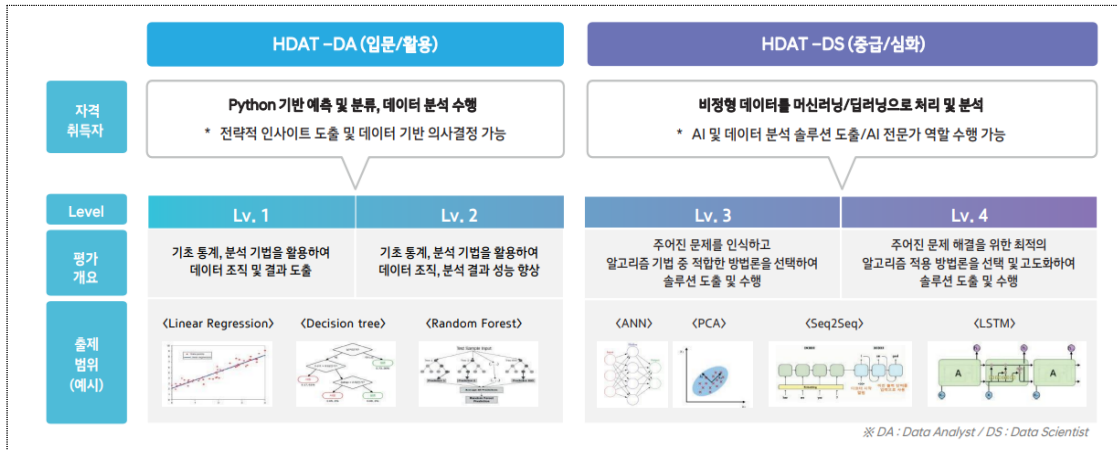 HDAT –DA (입문/활용)
HDAT –DS (중급/심화)
자격
취득자
Python 기반 예측 및 분류, 데이터 분석 수행
* 전략적 인사이트 도출 및 데이터 기반 의사결정 가능
비정형 데이터를 머신러닝/딥러닝으로 처리 및 분석
* AI 및 데이터 분석 솔루션 도출/AI 전문가 역할 수행 가능
Level
Lv. 1
Lv. 2
Lv. 3
Lv. 4
평가
개요
기초 통계, 분석 기법을 활용하여
데이터 조직 및 결과 도출
기초 통계, 분석 기법을 활용하여
데이터 조직, 분석 결과 성능 향상
주어진 문제를 인식하고
알고리즘 기법 중 적합한 방법론을 선택하여
솔루션 도출 및 수행
주어진 문제 해결을 위한 최적의
알고리즘 적용 방법론을 선택 및 고도화하여
솔루션 도출 및 수행
출제
범위
(예시)
〈Linear Regression〉
〈Decision tree〉
〈Random Forest〉
〈ANN〉
〈PCA〉
〈Seq2Seq〉
〈LSTM〉
Test Sample Input
A
A
※ DA : Data Analyst / DS : Data Scientist